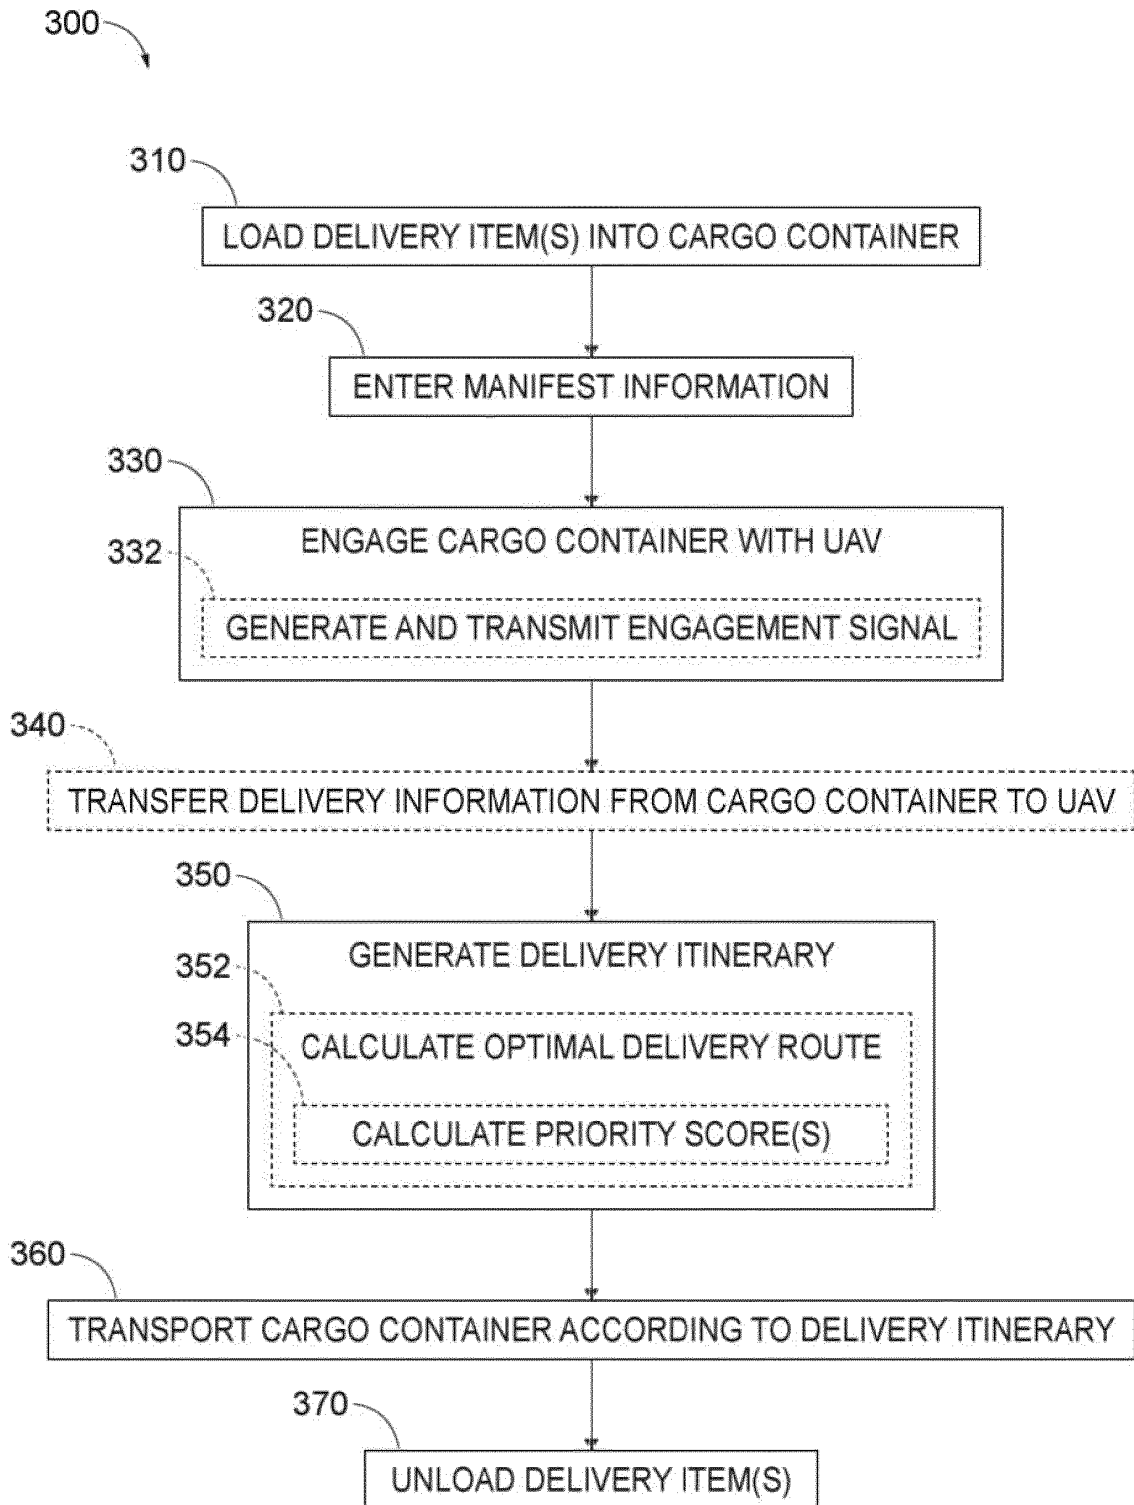 300
310
LOAD DELIVERY ITEM(S) INTO CARGO CONTAINER
320
ENTER MANIFEST INFORMATION
330
ENGAGE CARGO CONTAINER WITH UAV
332
GENERATE AND TRANSMIT ENGAGEMENT SIGNAL
340
TRANSFER DELIVERY INFORMATION FROM CARGO CONTAINER TO UAV
350
GENERATE DELIVERY ITINERARY
352
CALCULATE OPTIMAL DELIVERY ROUTE
354
CALCULATE PRIORITY SCORE(S)
360
TRANSPORT CARGO CONTAINER ACCORDING TO DELIVERY ITINERARY
370
UNLOAD DELIVERY ITEM(S)